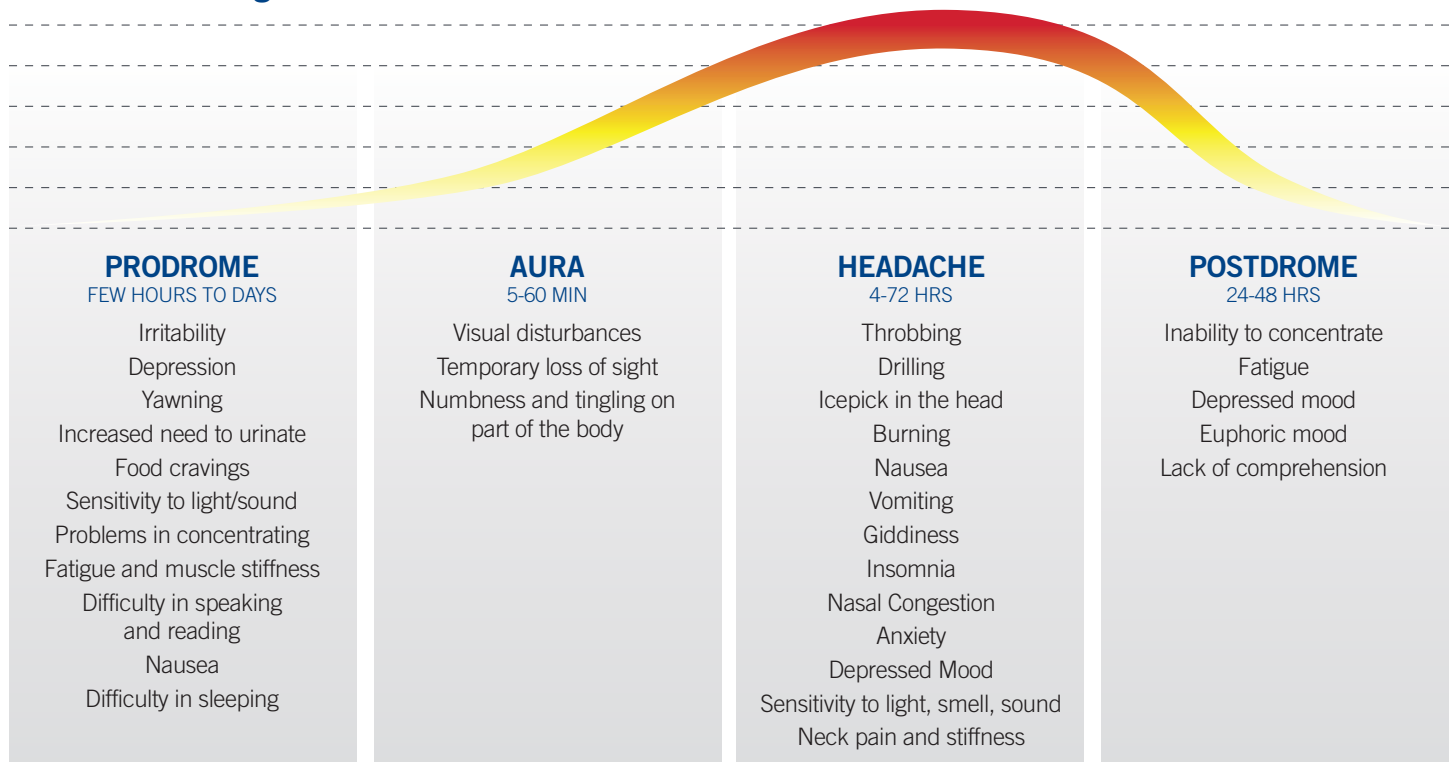 PRODROME
FEW HOURS TO DAYS
Irritability
Depression
Yawning
Increased need to urinate
Food cravings
Sensitivity to light/sound
Problems in concentrating
Fatigue and muscle stiffness
Difficulty in speaking
and reading
Nausea
Difficulty in sleeping
AURA
5-60 MIN
Visual disturbances
Temporary loss of sight
Numbness and tingling on
part of the body
HEADACHE
4-72 HRS
Throbbing
Drilling
Icepick in the head
Burning
Nausea
Vomiting
Giddiness
Insomnia
Nasal Congestion
Anxiety
Depressed Mood
Sensitivity to light, smell, sound
Neck pain and stiffness
POSTDROME
24-48 HRS
Inability to concentrate
Fatigue
Depressed mood
Euphoric mood
Lack of comprehension